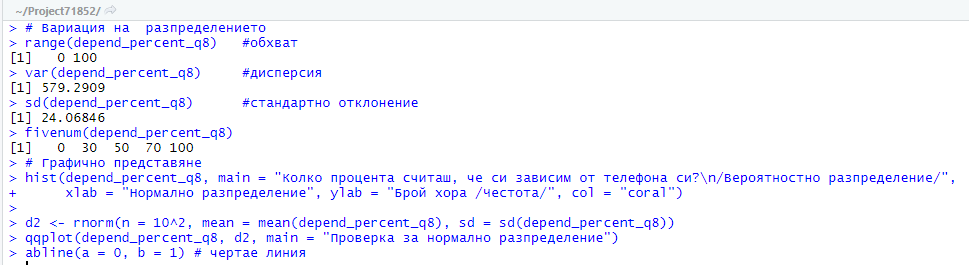 ~/Project71852/
> # Вариация на  разпределението
> range(depend_percent_q8)   #обхват
[1]   0 100
> var(depend_percent_q8)     #дисперсия
[1] 579.2909
> sd(depend_percent_q8)      #стандартно отклонение
[1] 24.06846
> fivenum(depend_percent_q8)
[1]   0  30  50  70 100
> # Графично представяне
> hist(depend_percent_q8, main = "Колко процента считаш, че си зависим от телефона си?\n/Вероятностно разпределение/",
+      xlab = "Нормално разпределение", ylab = "Брой хора /Честота/", col = "coral")
>
> d2 <- rnorm(n = 10^2, mean = mean(depend_percent_q8), sd = sd(depend_percent_q8))
> qqplot(depend_percent_q8, d2, main = "Проверка за нормално разпределение")
> abline(a = 0, b = 1) # чертае линия